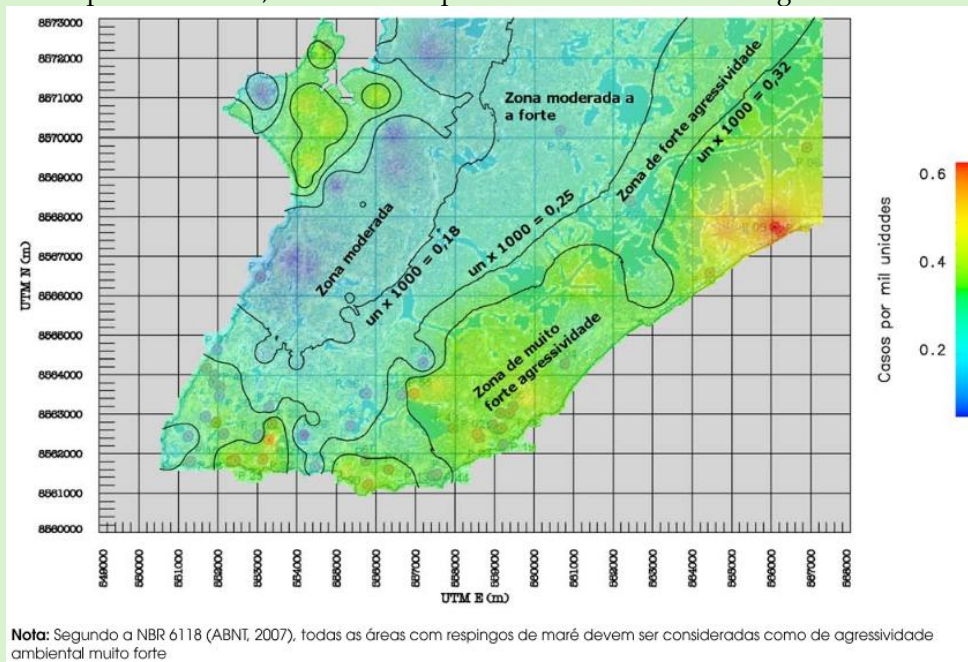 8573000
8572000
8571000
8570000
8569000
8568000
8567000
8566000
8565000
8564000
8563000
8562000
8561000
8560000
UTM N (m)
Zona moderada a
a forte
Zona de forte agressividade
un x 1000 = 0,32
un x 1000 = 0,25
Zona moderada
un x 1000 = 0,18
Zona de muito
forte agressividade
549000
550000
551000
552000
553000
554000
555000
556000
557000
558000
559000
560000
561000
562000
563000
564000
565000
566000
567000
568000
UTM E (m)
Casos por mil unidades
0.6
0.4
0.2
Nota: Segundo a NBR 6118 (ABNT, 2007), todas as áreas com respingos de maré devem ser consideradas como de agressividade
ambiental muito forte